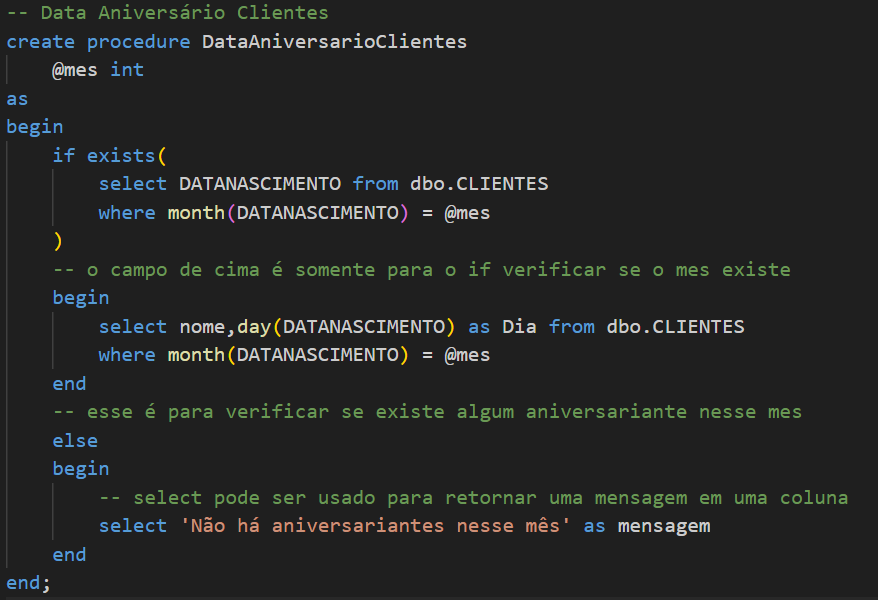 -- Data Aniversário Clientes
create procedure DataAniversarioClientes
    @mes int
as
begin
    if exists(
        select DATANASCIMENTO from dbo.CLIENTES
        where month(DATANASCIMENTO) = @mes
    )
    -- o campo de cima é somente para o if verificar se o mes existe
    begin
        select nome,day(DATANASCIMENTO) as Dia from dbo.CLIENTES
        where month(DATANASCIMENTO) = @mes
    end
    -- esse é para verificar se existe algum aniversariante nesse mes
    else
    begin
        -- select pode ser usado para retornar uma mensagem em uma coluna
        select 'Não há aniversariantes nesse mês' as mensagem
    end
end;